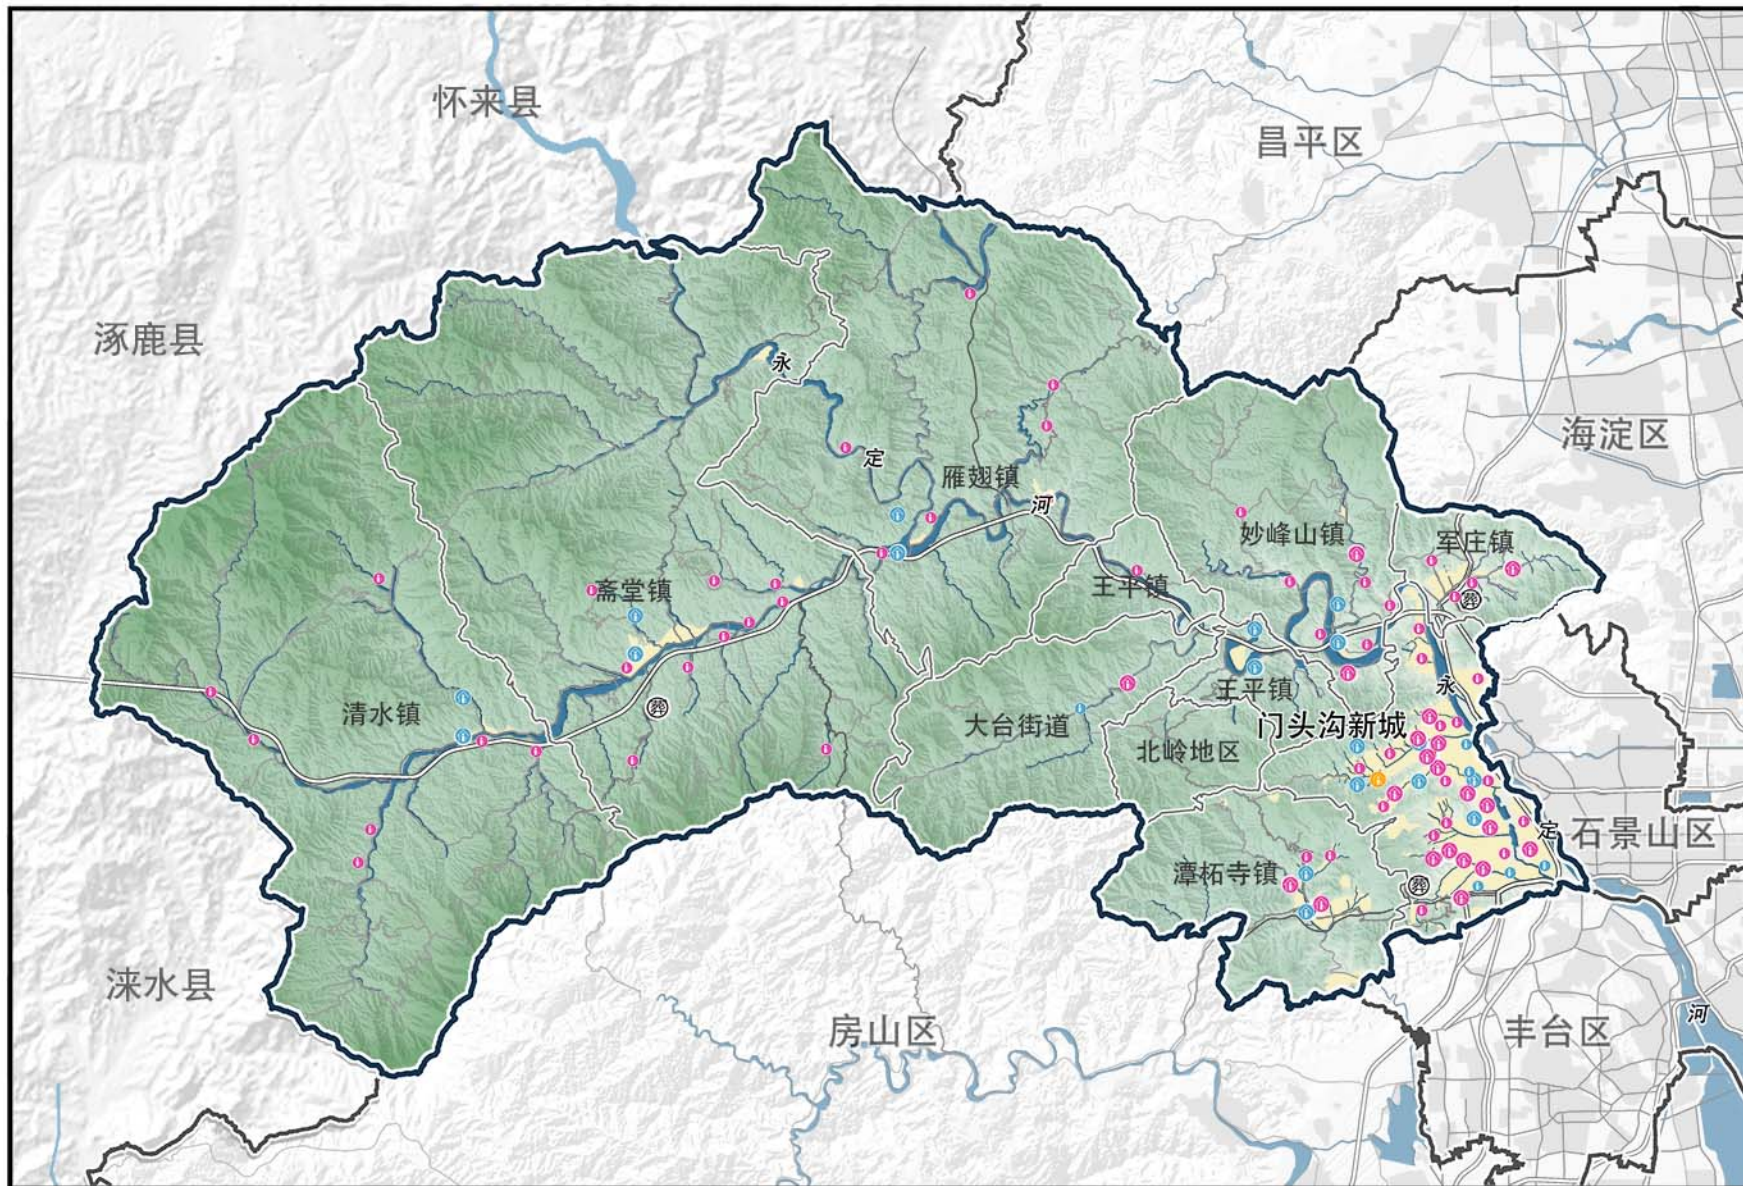 怀来县
昌平区
涿鹿县
永
海淀区
定
雁翅镇
河
妙峰山镇
军庄镇
斋堂镇
王平镇
葬
永
王平镇
清水镇
葬
大台街道
门头沟新城
北岭地区
定
石景山区
潭柘寺镇
葬
涞水县
河
房山区
丰台区